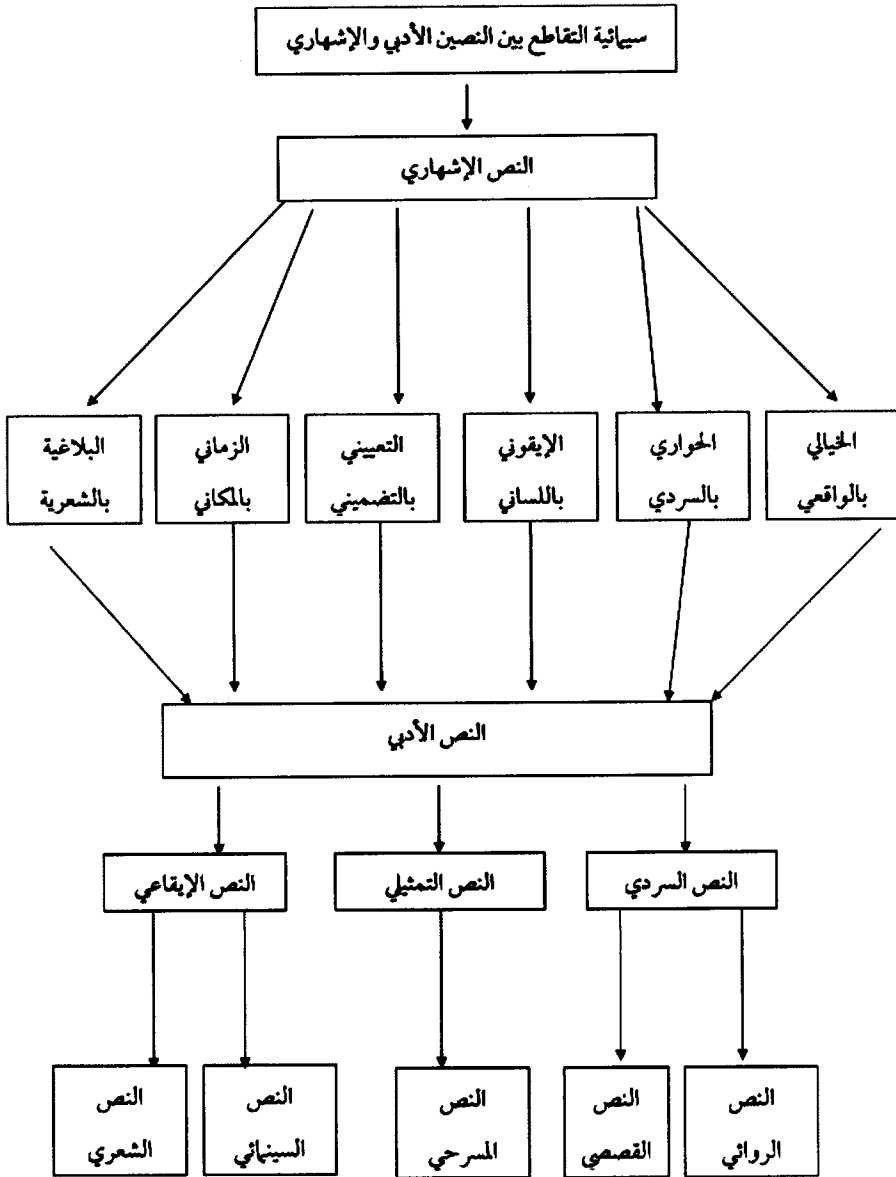 سيميائية التقاطع بين النصين الأدبي والإشهاري
النص الإشهاري
الخيالي
بالواقعي
الحواري
بالسردي
الإيقوني
باللساني
التعييني
بالتضميني
الزماني
بالمكاني
البلاغية
بالشعرية
النص الأدبي
النص السردي
النص التمثيلي
النص الإيقاعي
النص
الروائي
النص
القصصي
النص
المسرحي
النص
السينمائي
النص
الشعري